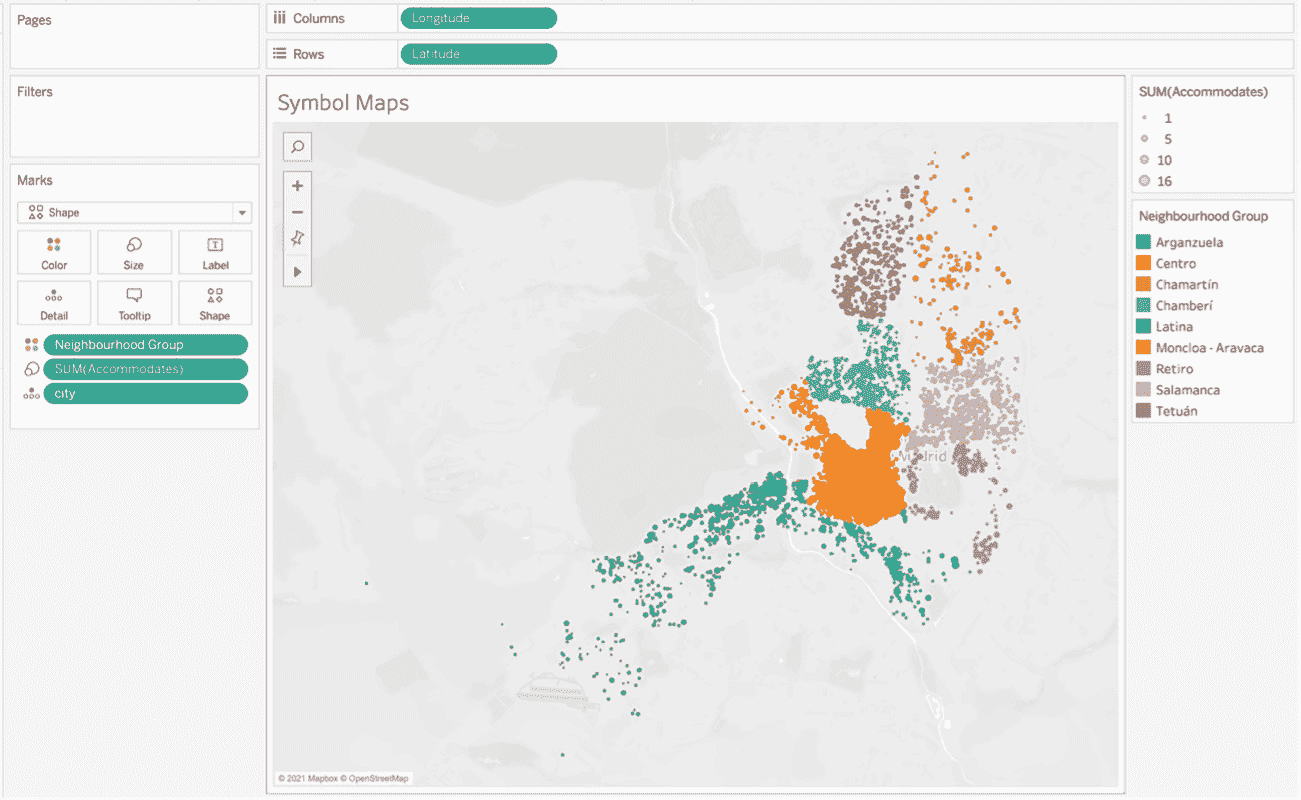 Pages
Columns
Longitude
Rows
Latitude
Filters
Symbol Maps
SUM(Accommodates)
1
5
10
16
Marks
Shape
Color
Size
Label
Detail
Tooltip
Shape
Neighbourhood Group
SUM(Accommodates)
city
Neighbourhood Group
Arganzuela
Centro
Chamartín
Chamberí
Latina
Moncloa - Aravaca
Retiro
Salamanca
Tetuán
Madrid
© 2021 Mapbox © OpenStreetMap